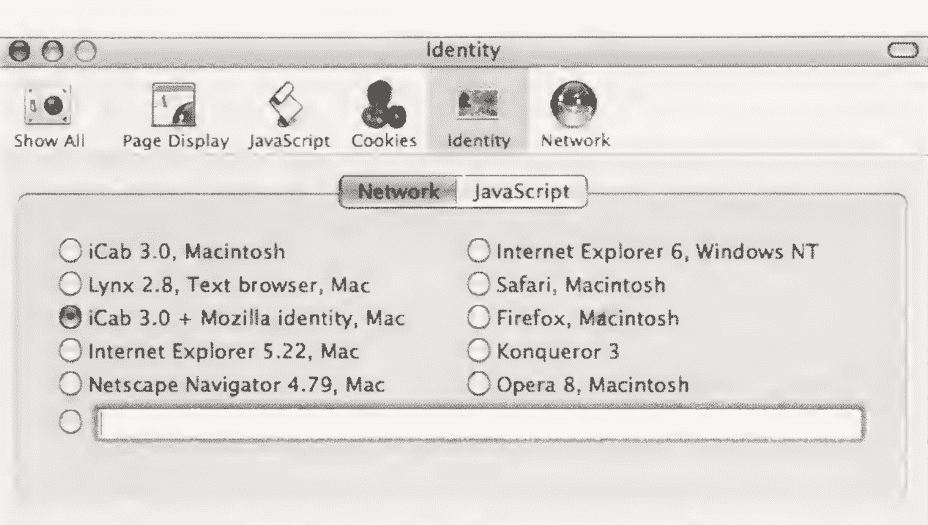 Identity
Show All Page Display JavaScript Cookies Identity Network
Network JavaScript
iCab 3.0, Macintosh
Lynx 2.8, Text browser, Mac
iCab 3.0 + Mozilla identity, Mac
Internet Explorer 5.22, Mac
Netscape Navigator 4.79, Mac
Internet Explorer 6, Windows NT
Safari, Macintosh
Firefox, Macintosh
Konqueror 3
Opera 8, Macintosh